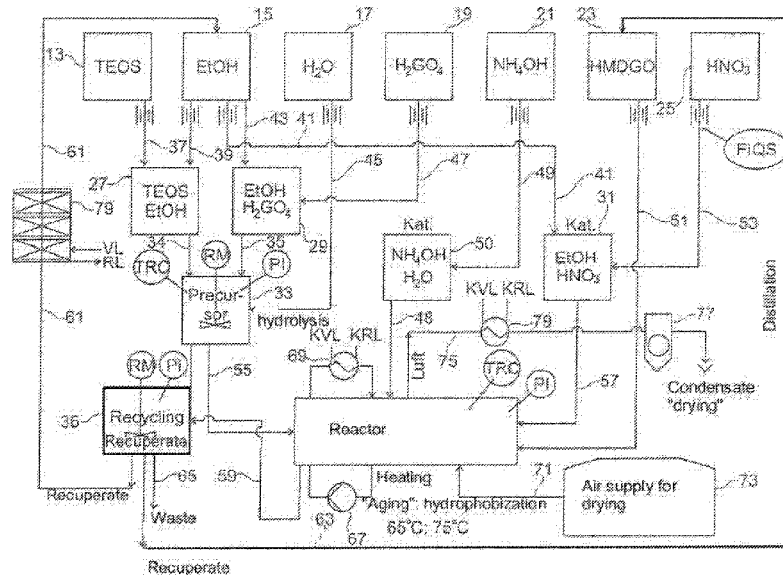 15 17 19 21 23
13 TEOS EtOH H₂O H₂GO₄ NH₄OH HMDGO HNO₃
25
37 39 43 41 45 47 49 41 FIQS
61
27 TEOS EtOH
EtOH H₂GO₄
29
31
51 53
79
Kat. 50
Kat.
NH₄OH H₂O
EtOH HNO₃
VL
RL
34 RM 35
TRC PI
33
Precur-
sor
hydrolysis
KVL KRL
48
KVL KRL
79
77
61
Luft 75
Distillation
RM PI
55
69
TRC
PI
57
Condensate
"drying"
36 Recycling
Recuperate
Reactor
65
59
Heating
71
Air supply for
drying
73
Recuperate
Waste
"Aging": hydrophobization
63 67 65°C; 75°C
Recuperate